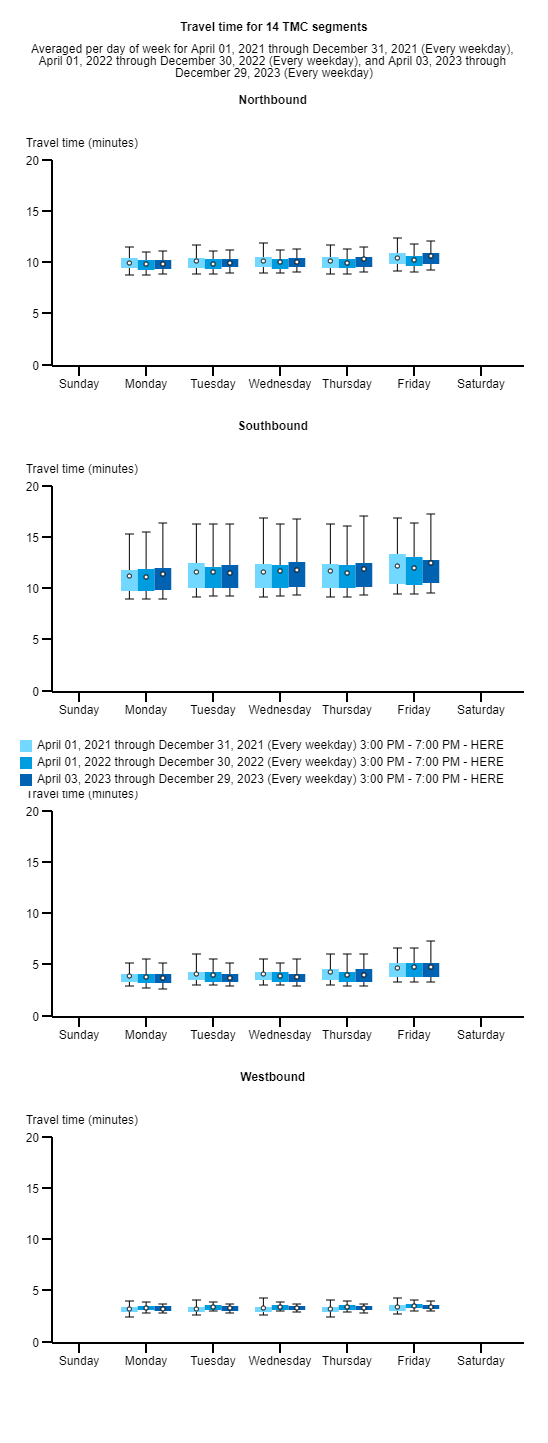 Travel time for 14 TMC segments
Averaged per day of week for April 01, 2021 through December 31, 2021 (Every weekday),
April 01, 2022 through December 30, 2022 (Every weekday), and April 03, 2023 through
December 29, 2023 (Every weekday)
Northbound
Travel time (minutes)
20
15
10
5
0
Sunday Monday Tuesday Wednesday Thursday Friday Saturday
Southbound
Travel time (minutes)
20
15
10
5
0
Sunday Monday Tuesday Wednesday Thursday Friday Saturday
April 01, 2021 through December 31, 2021 (Every weekday) 3:00 PM - 7:00 PM - HERE
April 01, 2022 through December 30, 2022 (Every weekday) 3:00 PM - 7:00 PM - HERE
April 03, 2023 through December 29, 2023 (Every weekday) 3:00 PM - 7:00 PM - HERE
Travel time (minutes)
20
15
10
5
0
Sunday Monday Tuesday Wednesday Thursday Friday Saturday
Westbound
Travel time (minutes)
20
15
10
5
0
Sunday Monday Tuesday Wednesday Thursday Friday Saturday